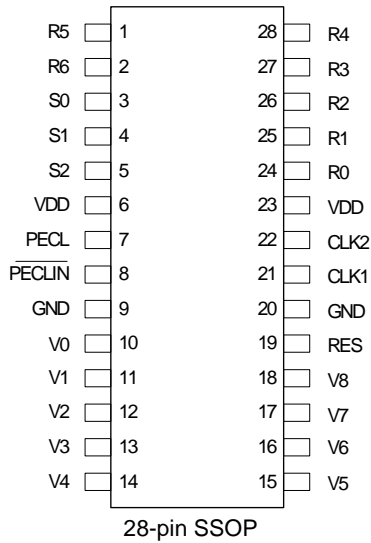 R5 1 28 R4
R6 2 27 R3
S0 3 26 R2
S1 4 25 R1
S2 5 24 R0
VDD 6 23 VDD
PECL 7 22 CLK2
PECLIN 8 21 CLK1
GND 9 20 GND
V0 10 19 RES
V1 11 18 V8
V2 12 17 V7
V3 13 16 V6
V4 14 15 V5
28-pin SSOP